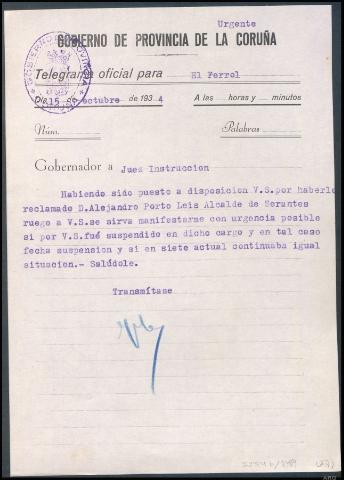 Urgente
GOBIERNO DE PROVINCIA DE LA CORUÑA
Telegrama oficial para El Ferrol
Día 15 de octubre de 1934 A las horas y minutos
Núm. Palabras
Gobernador a Juez Instruccion
Habiendo sido puesto a disposicion V.S.por haberle
reclamado D.Alejandro Porto Leis Alcalde de Serantes
ruego a V.S.se sirva manifestarme con urgencia posible
si por V.S.fué suspendido en dicho cargo y en tal caso
fecha suspension y si en siete actual continuaba igual
situacion.- Salúdole.
Transmítase